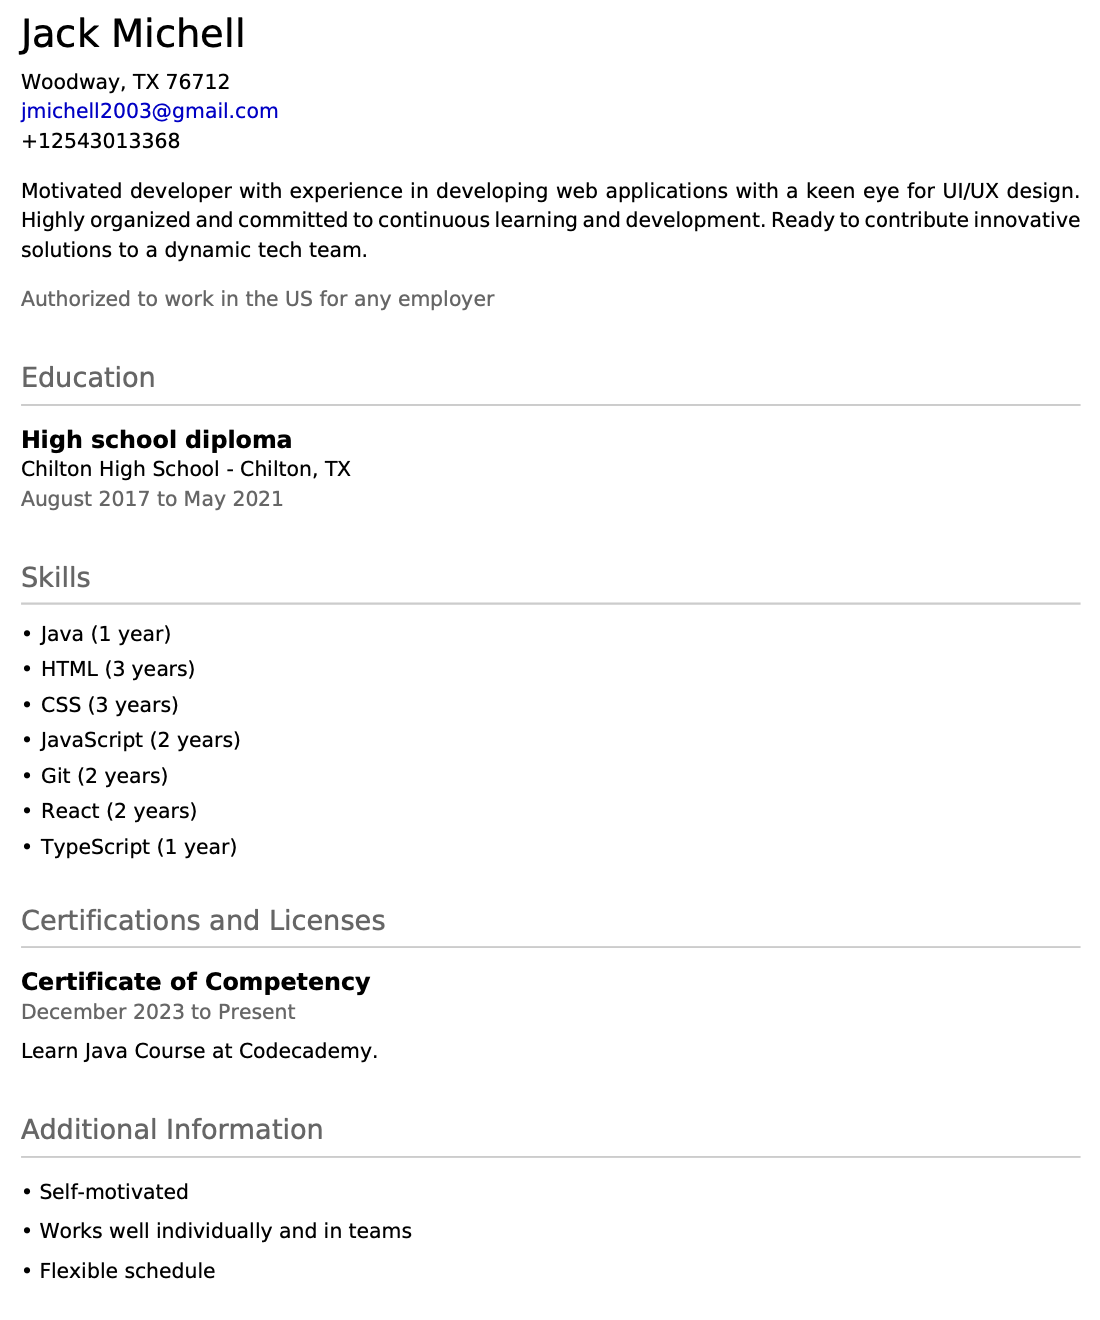 Jack Michell
Woodway, TX 76712
jmichell2003@gmail.com
+12543013368
Motivated developer with experience in developing web applications with a keen eye for UI/UX design.
Highly organized and committed to continuous learning and development. Ready to contribute innovative
solutions to a dynamic tech team.
Authorized to work in the US for any employer
Education
High school diploma
Chilton High School - Chilton, TX
August 2017 to May 2021
Skills
• Java (1 year)
• HTML (3 years)
• CSS (3 years)
• JavaScript (2 years)
• Git (2 years)
• React (2 years)
• TypeScript (1 year)
Certifications and Licenses
Certificate of Competency
December 2023 to Present
Learn Java Course at Codecademy.
Additional Information
• Self-motivated
• Works well individually and in teams
• Flexible schedule